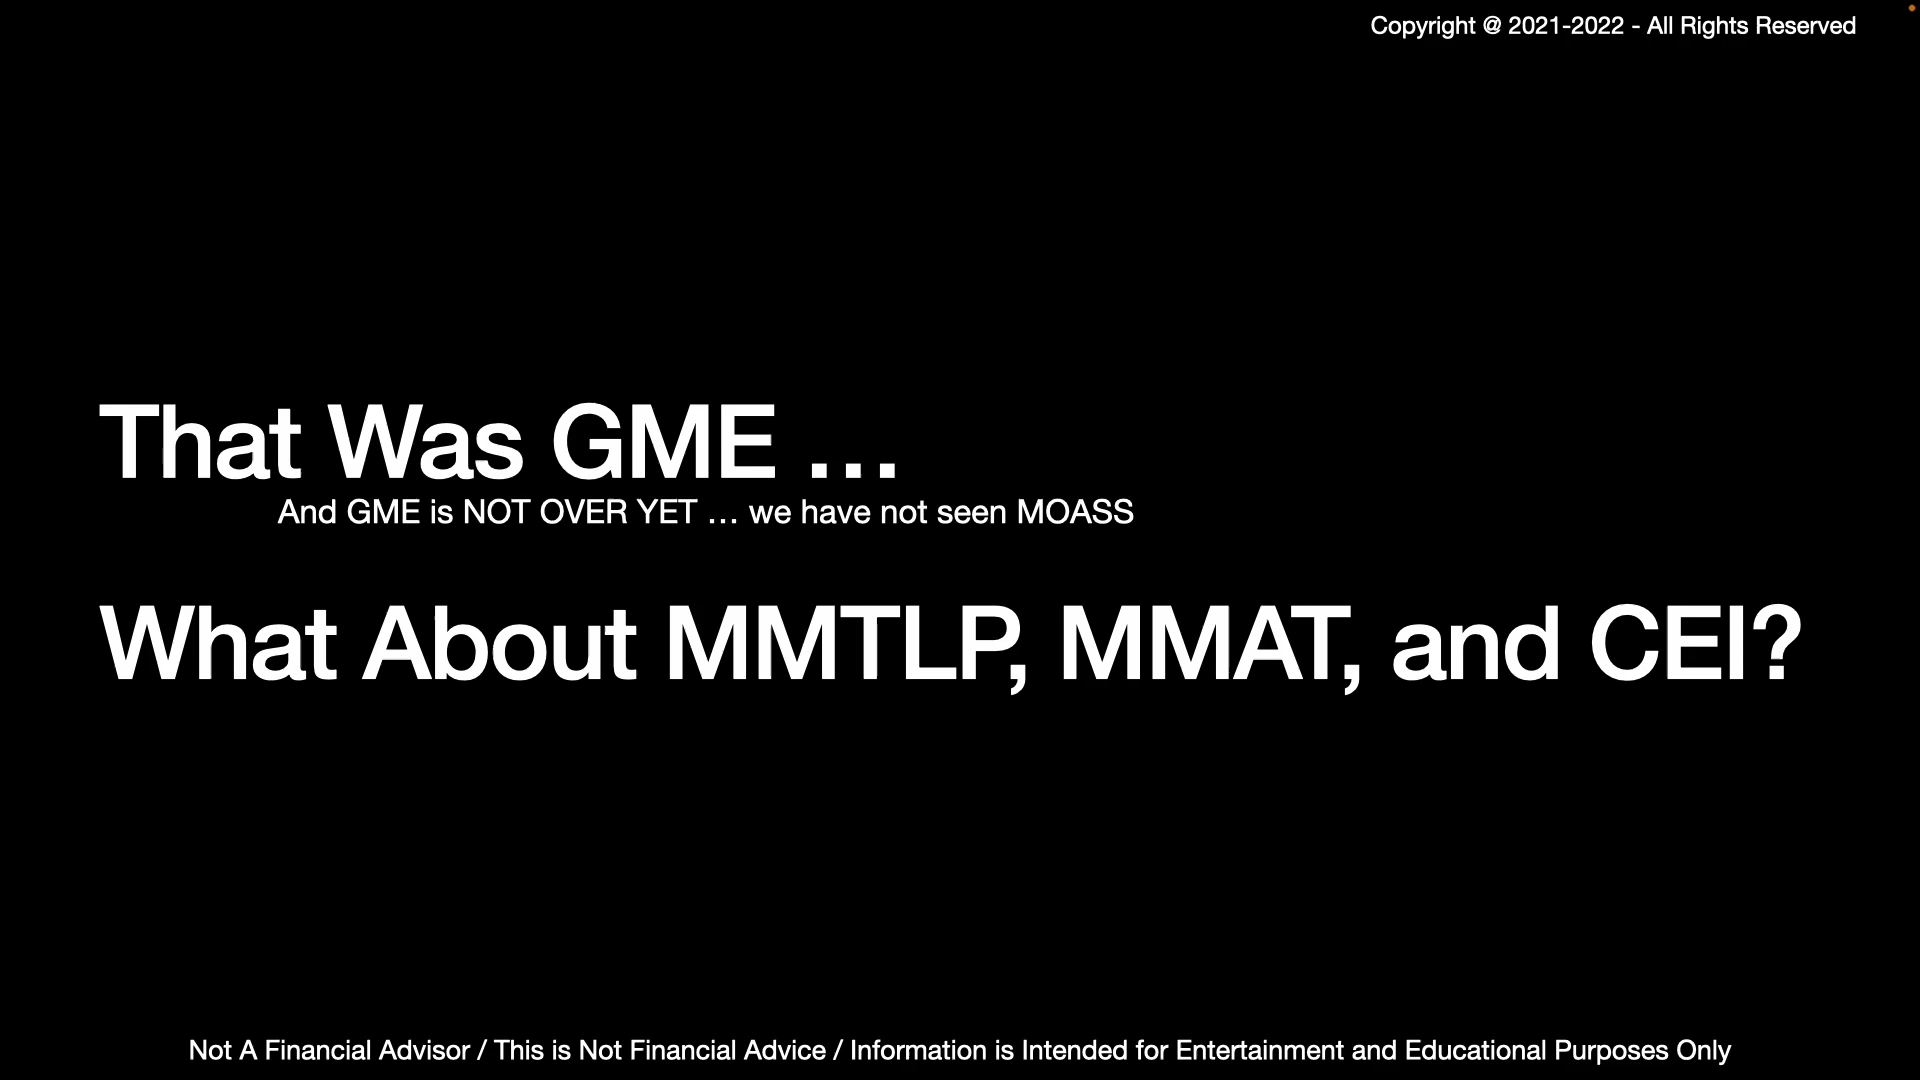 Copyright @ 2021-2022 - All Rights Reserved
That Was GME ...
And GME is NOT OVER YET ... we have not seen MOASS
What About MMTLP, MMAT, and CEI?
Not A Financial Advisor / This is Not Financial Advice / Information is Intended for Entertainment and Educational Purposes Only